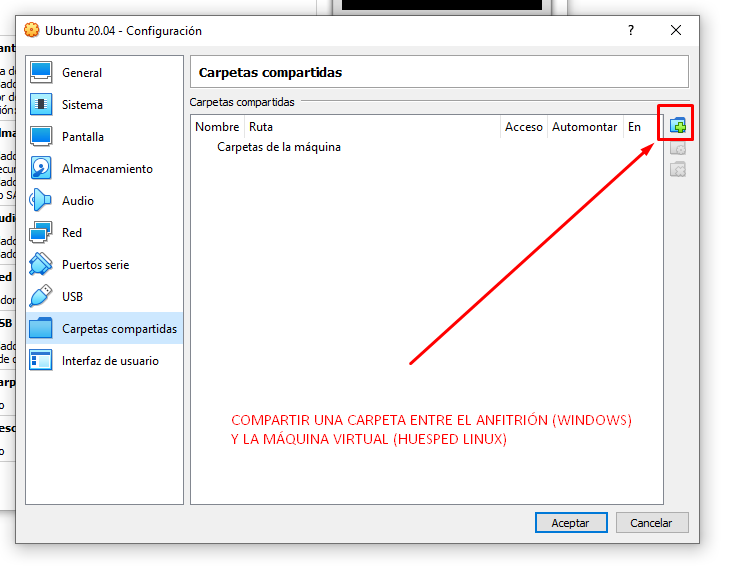 Ubuntu 20.04 - Configuración
?
General
Sistema
Pantalla
Almacenamiento
Audio
Red
Puertos serie
USB
Carpetas compartidas
Interfaz de usuario
Carpetas compartidas
Carpetas compartidas
Nombre Ruta Acceso Automontar En
Carpetas de la máquina
COMPARTIR UNA CARPETA ENTRE EL ANFITRIÓN (WINDOWS)
Y LA MÁQUINA VIRTUAL (HUESPED LINUX)
Aceptar Cancelar